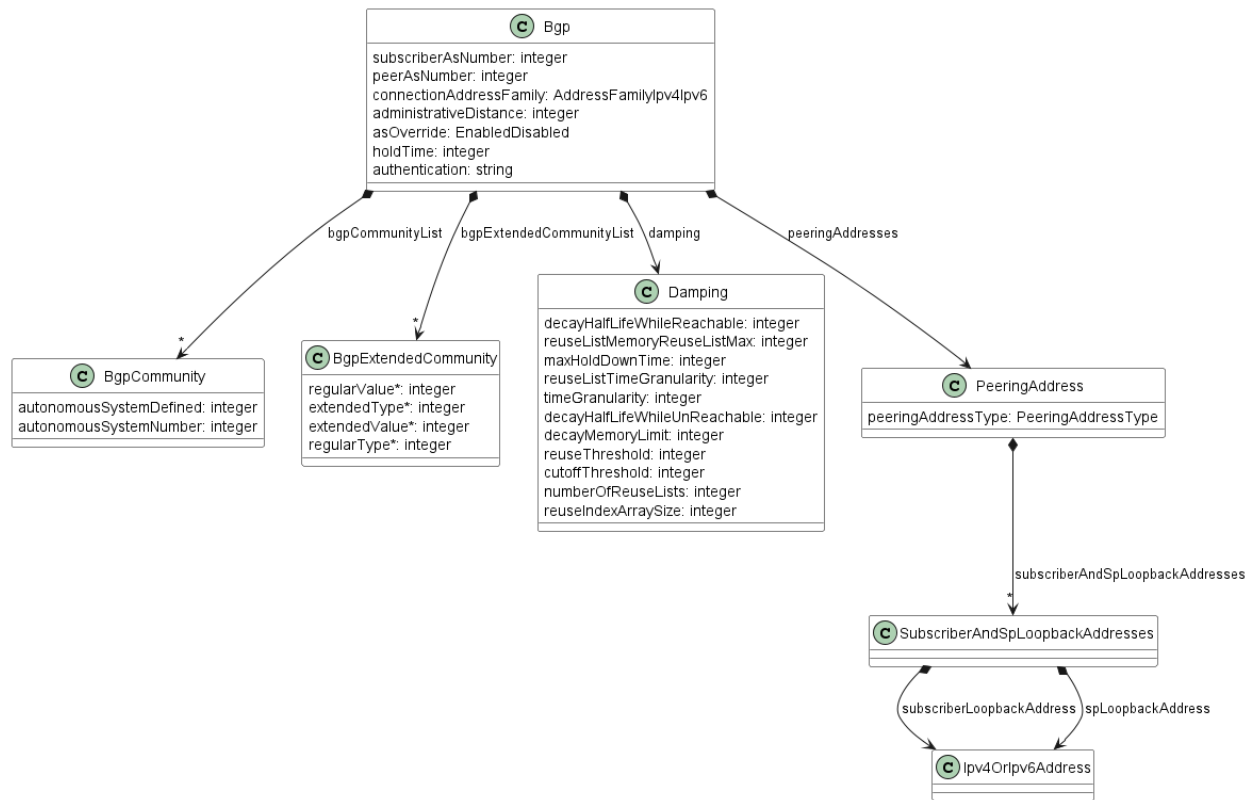 C Bgp
subscriberAsNumber: integer
peerAsNumber: integer
connectionAddressFamily: AddressFamilyIpv4Ipv6
administrativeDistance: integer
asOverride: EnabledDisabled
holdTime: integer
authentication: string
bgpCommunityList
bgpExtendedCommunityList
damping
peeringAddresses
*
*
C BgpCommunity
autonomousSystemDefined: integer
autonomousSystemNumber: integer
C BgpExtendedCommunity
regularValue*: integer
extendedType*: integer
extendedValue*: integer
regularType*: integer
C Damping
decayHalfLifeWhileReachable: integer
reuseListMemoryReuseListMax: integer
maxHoldDownTime: integer
reuseListTimeGranularity: integer
timeGranularity: integer
decayHalfLifeWhileUnReachable: integer
decayMemoryLimit: integer
reuseThreshold: integer
cutoffThreshold: integer
numberOfReuseLists: integer
reuseIndexArraySize: integer
C PeeringAddress
peeringAddressType: PeeringAddressType
subscriberAndSpLoopbackAddresses
*
C SubscriberAndSpLoopbackAddresses
subscriberLoopbackAddress
spLoopbackAddress
C Ipv4OrIpv6Address